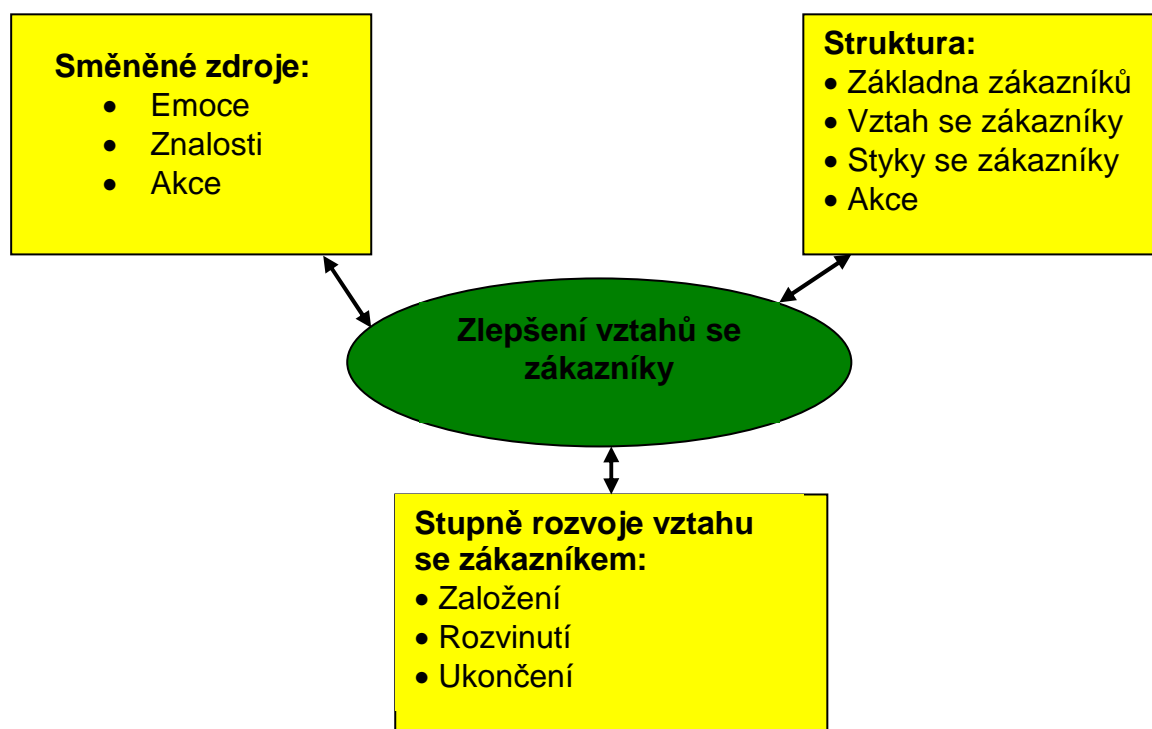 Směněné zdroje:
• Emoce
• Znalosti
• Akce
Struktura:
• Základna zákazníků
• Vztah se zákazníky
• Styky se zákazníky
• Akce
Zlepšení vztahů se
zákazníky
Stupně rozvoje vztahu
se zákazníkem:
• Založení
• Rozvinutí
• Ukončení